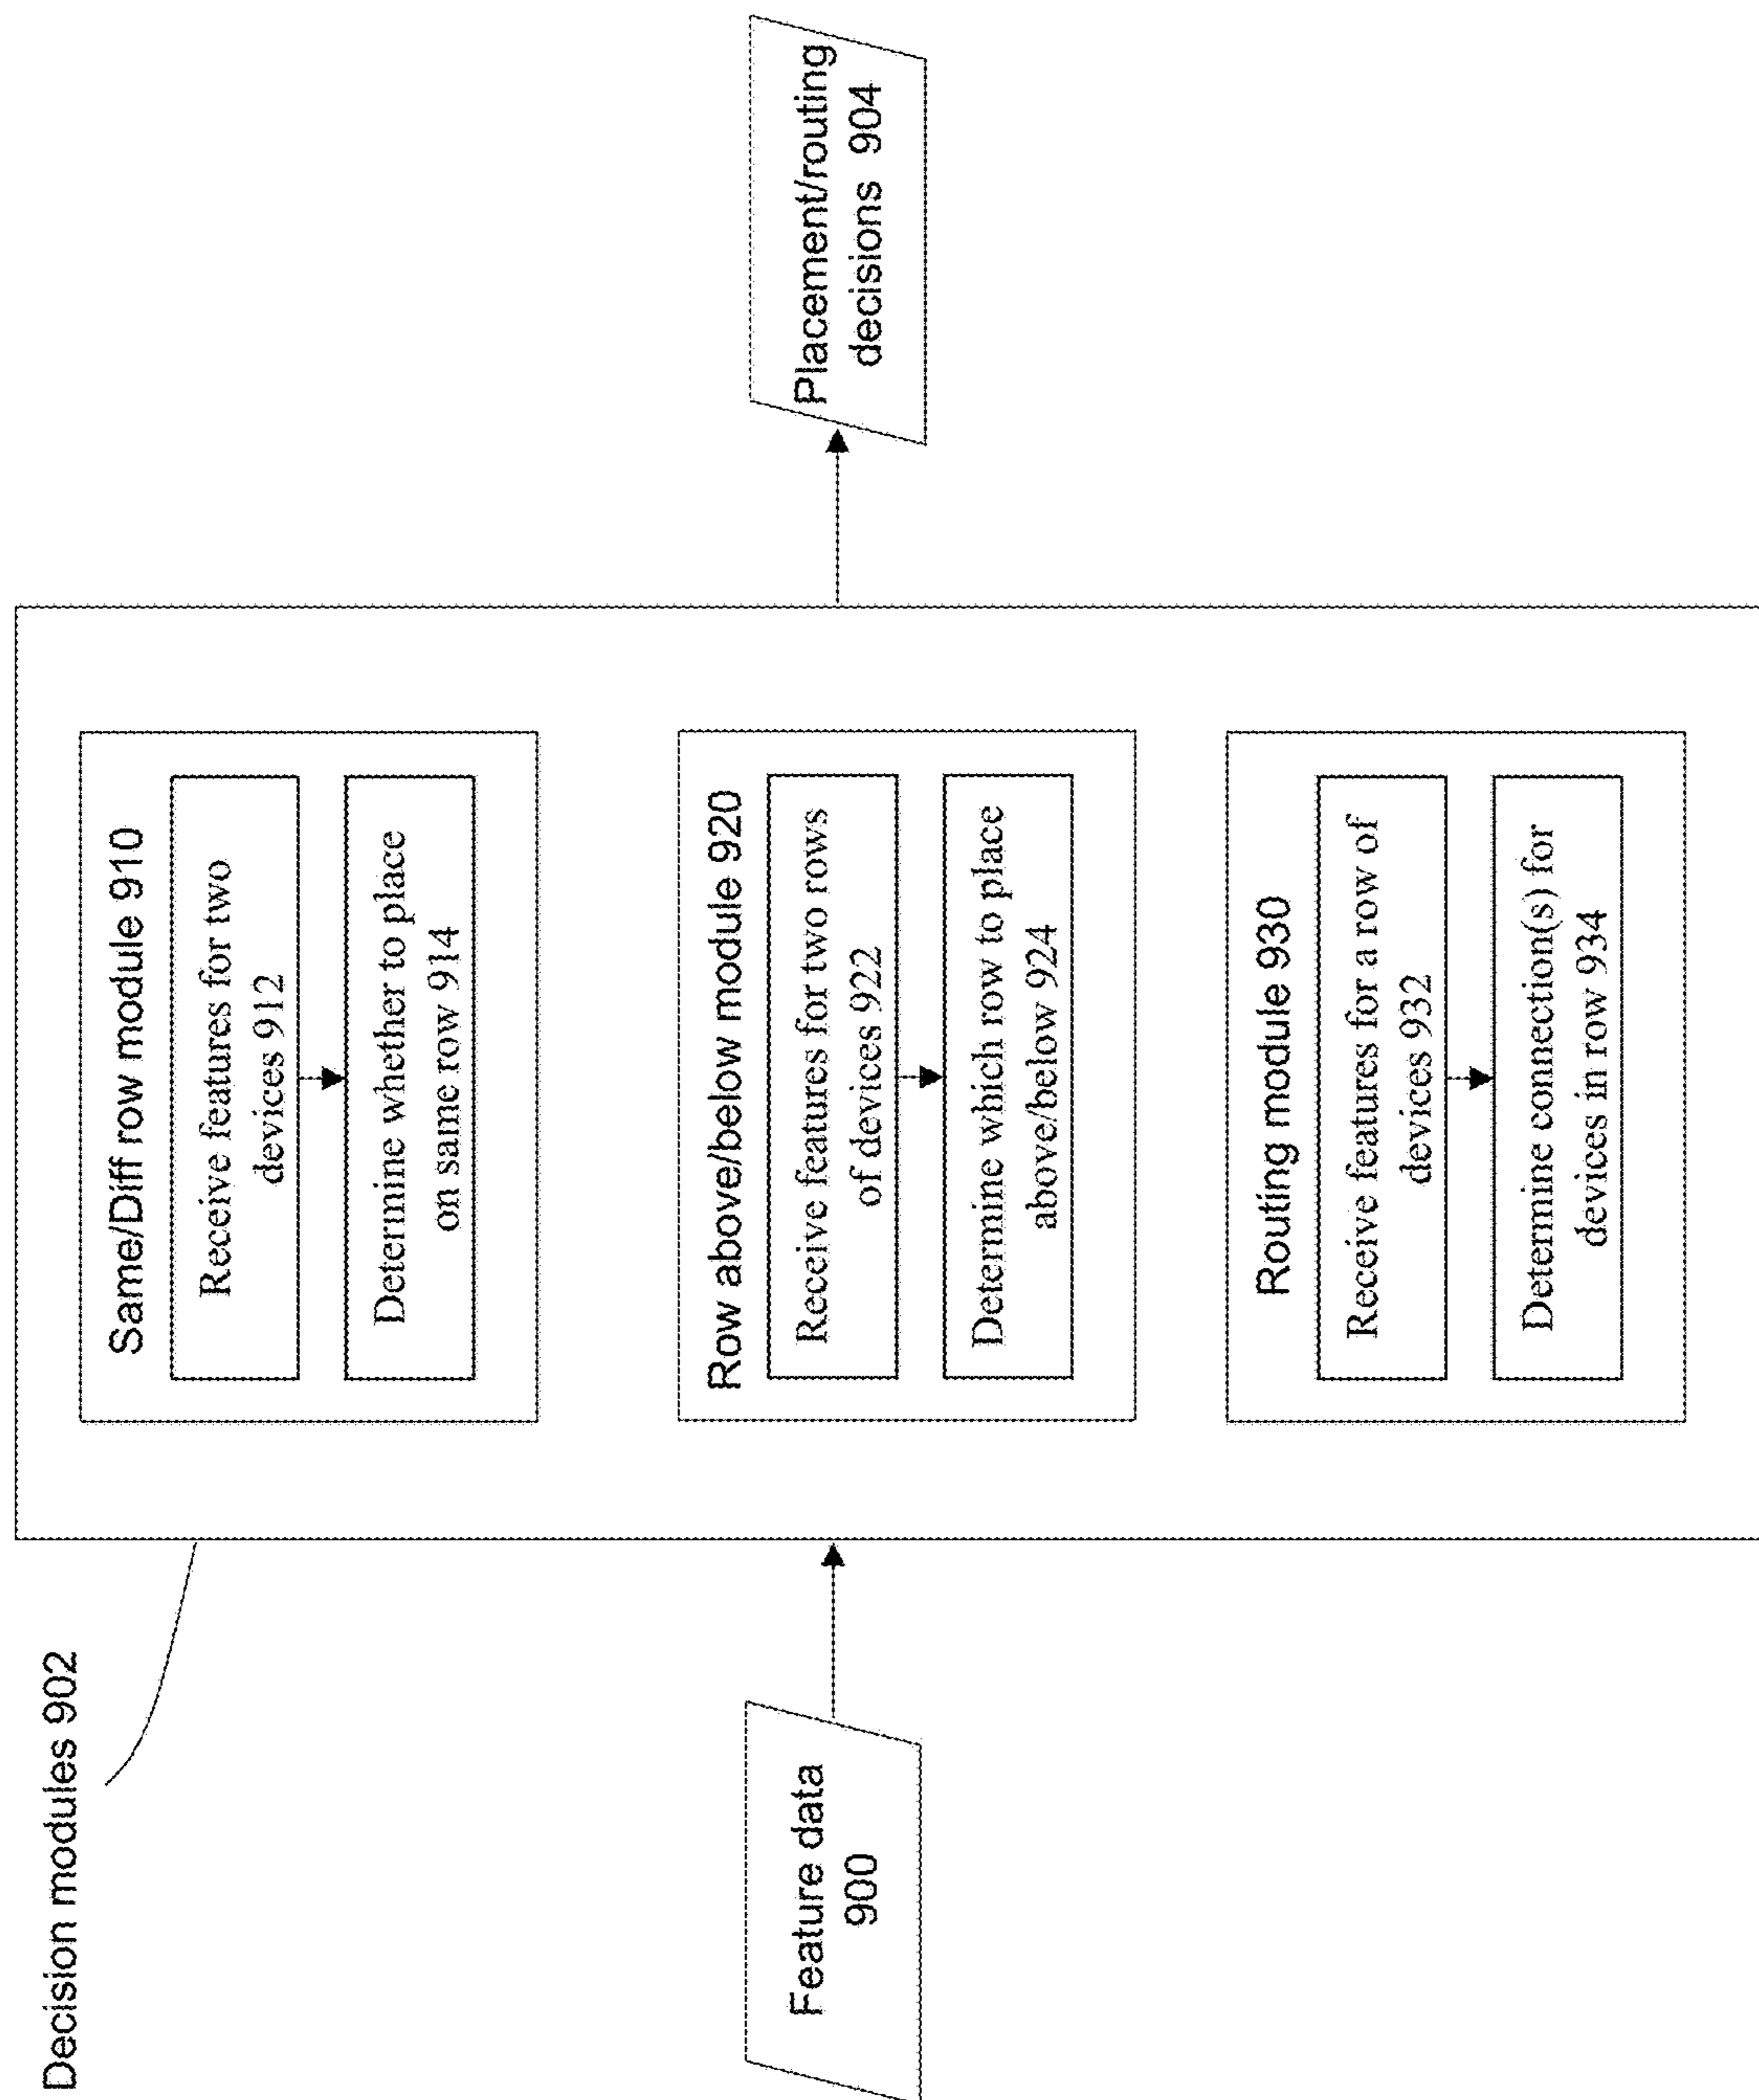 Decision modules 902
Feature data
900
Same/Diff row module 910
Receive features for two
devices 912
Determine whether to place
on same row 914
Row above/below module 920
Receive features for two rows
of devices 922
Determine which row to place
above/below 924
Routing module 930
Receive features for a row of
devices 932
Determine connection(s) for
devices in row 934
Placement/routing
decisions 904